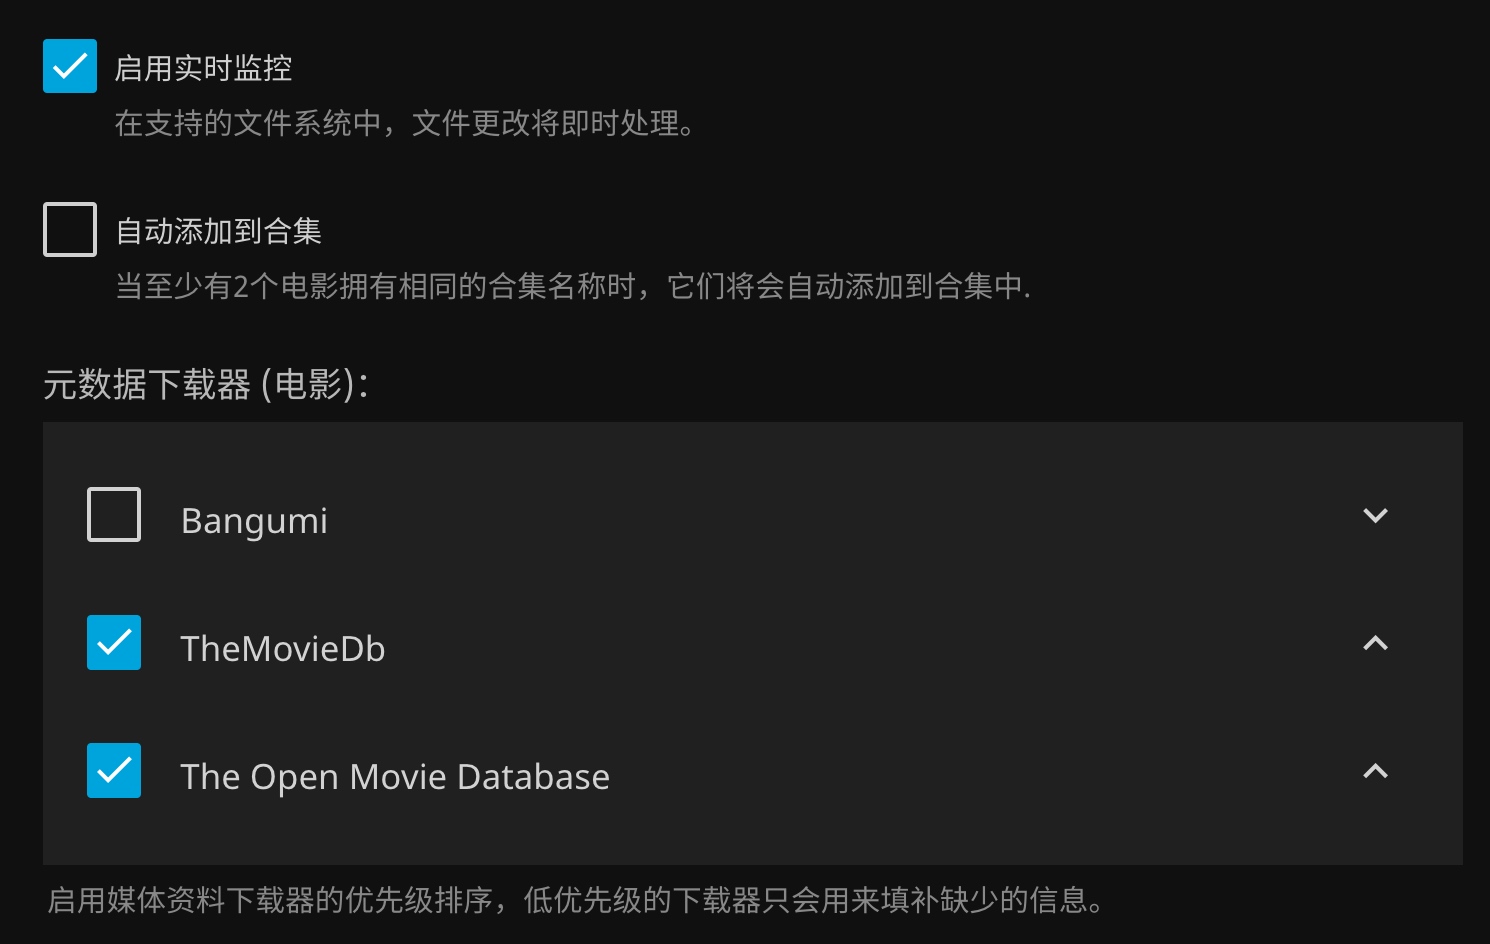 启用实时监控
在支持的文件系统中，文件更改将即时处理。
自动添加到合集
当至少有2个电影拥有相同的合集名称时，它们将会自动添加到合集中.
元数据下载器 (电影)：
Bangumi
TheMovieDb
The Open Movie Database
启用媒体资料下载器的优先级排序，低优先级的下载器只会用来填补缺少的信息。